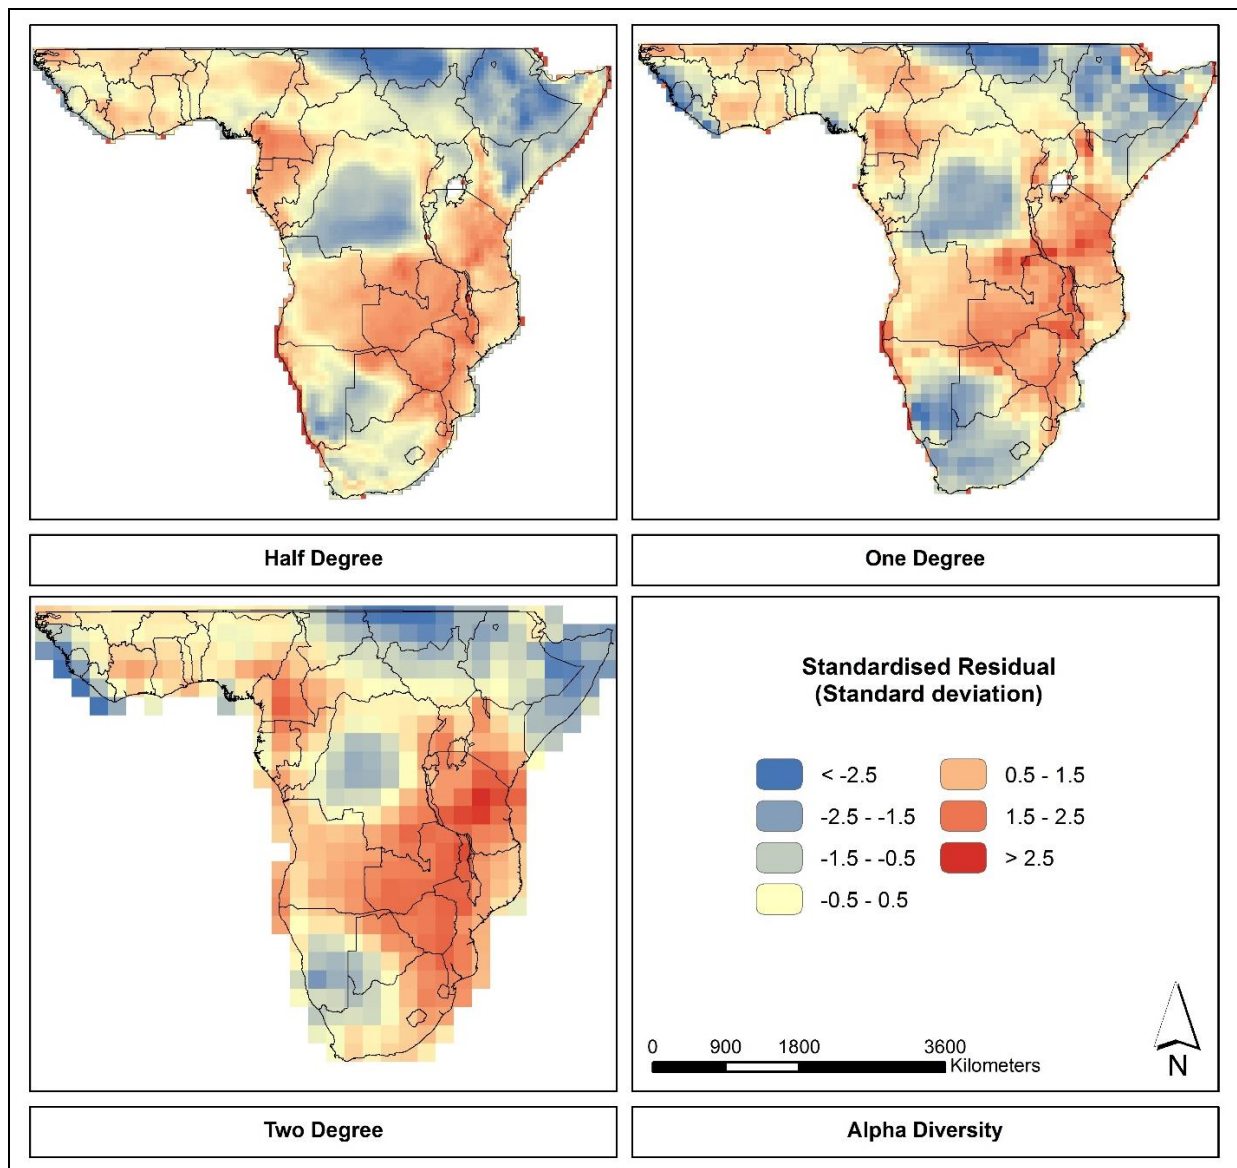 Half Degree
One Degree
Standardised Residual
(Standard deviation)
< -2.5
0.5 - 1.5
-2.5 - -1.5
1.5 - 2.5
-1.5 - -0.5
> 2.5
-0.5 - 0.5
0 900 1800 3600
Kilometers
N
Two Degree
Alpha Diversity